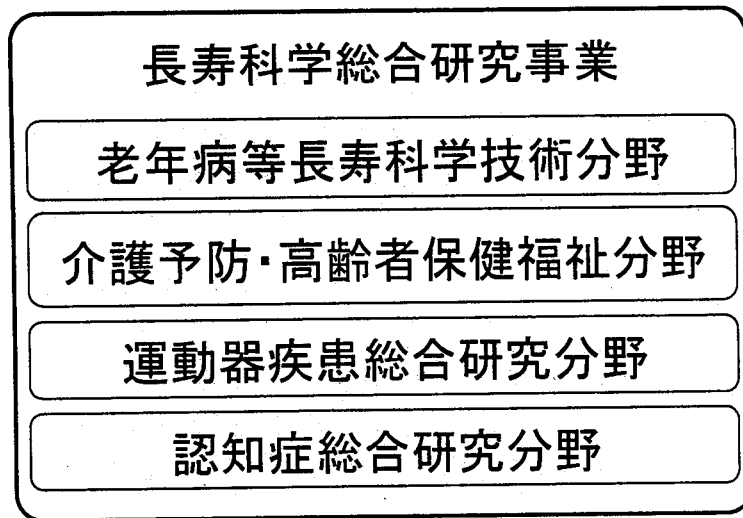 長寿科学総合研究事業
老年病等長寿科学技術分野
介護予防・高齢者保健福祉分野
運動器疾患総合研究分野
認知症総合研究分野